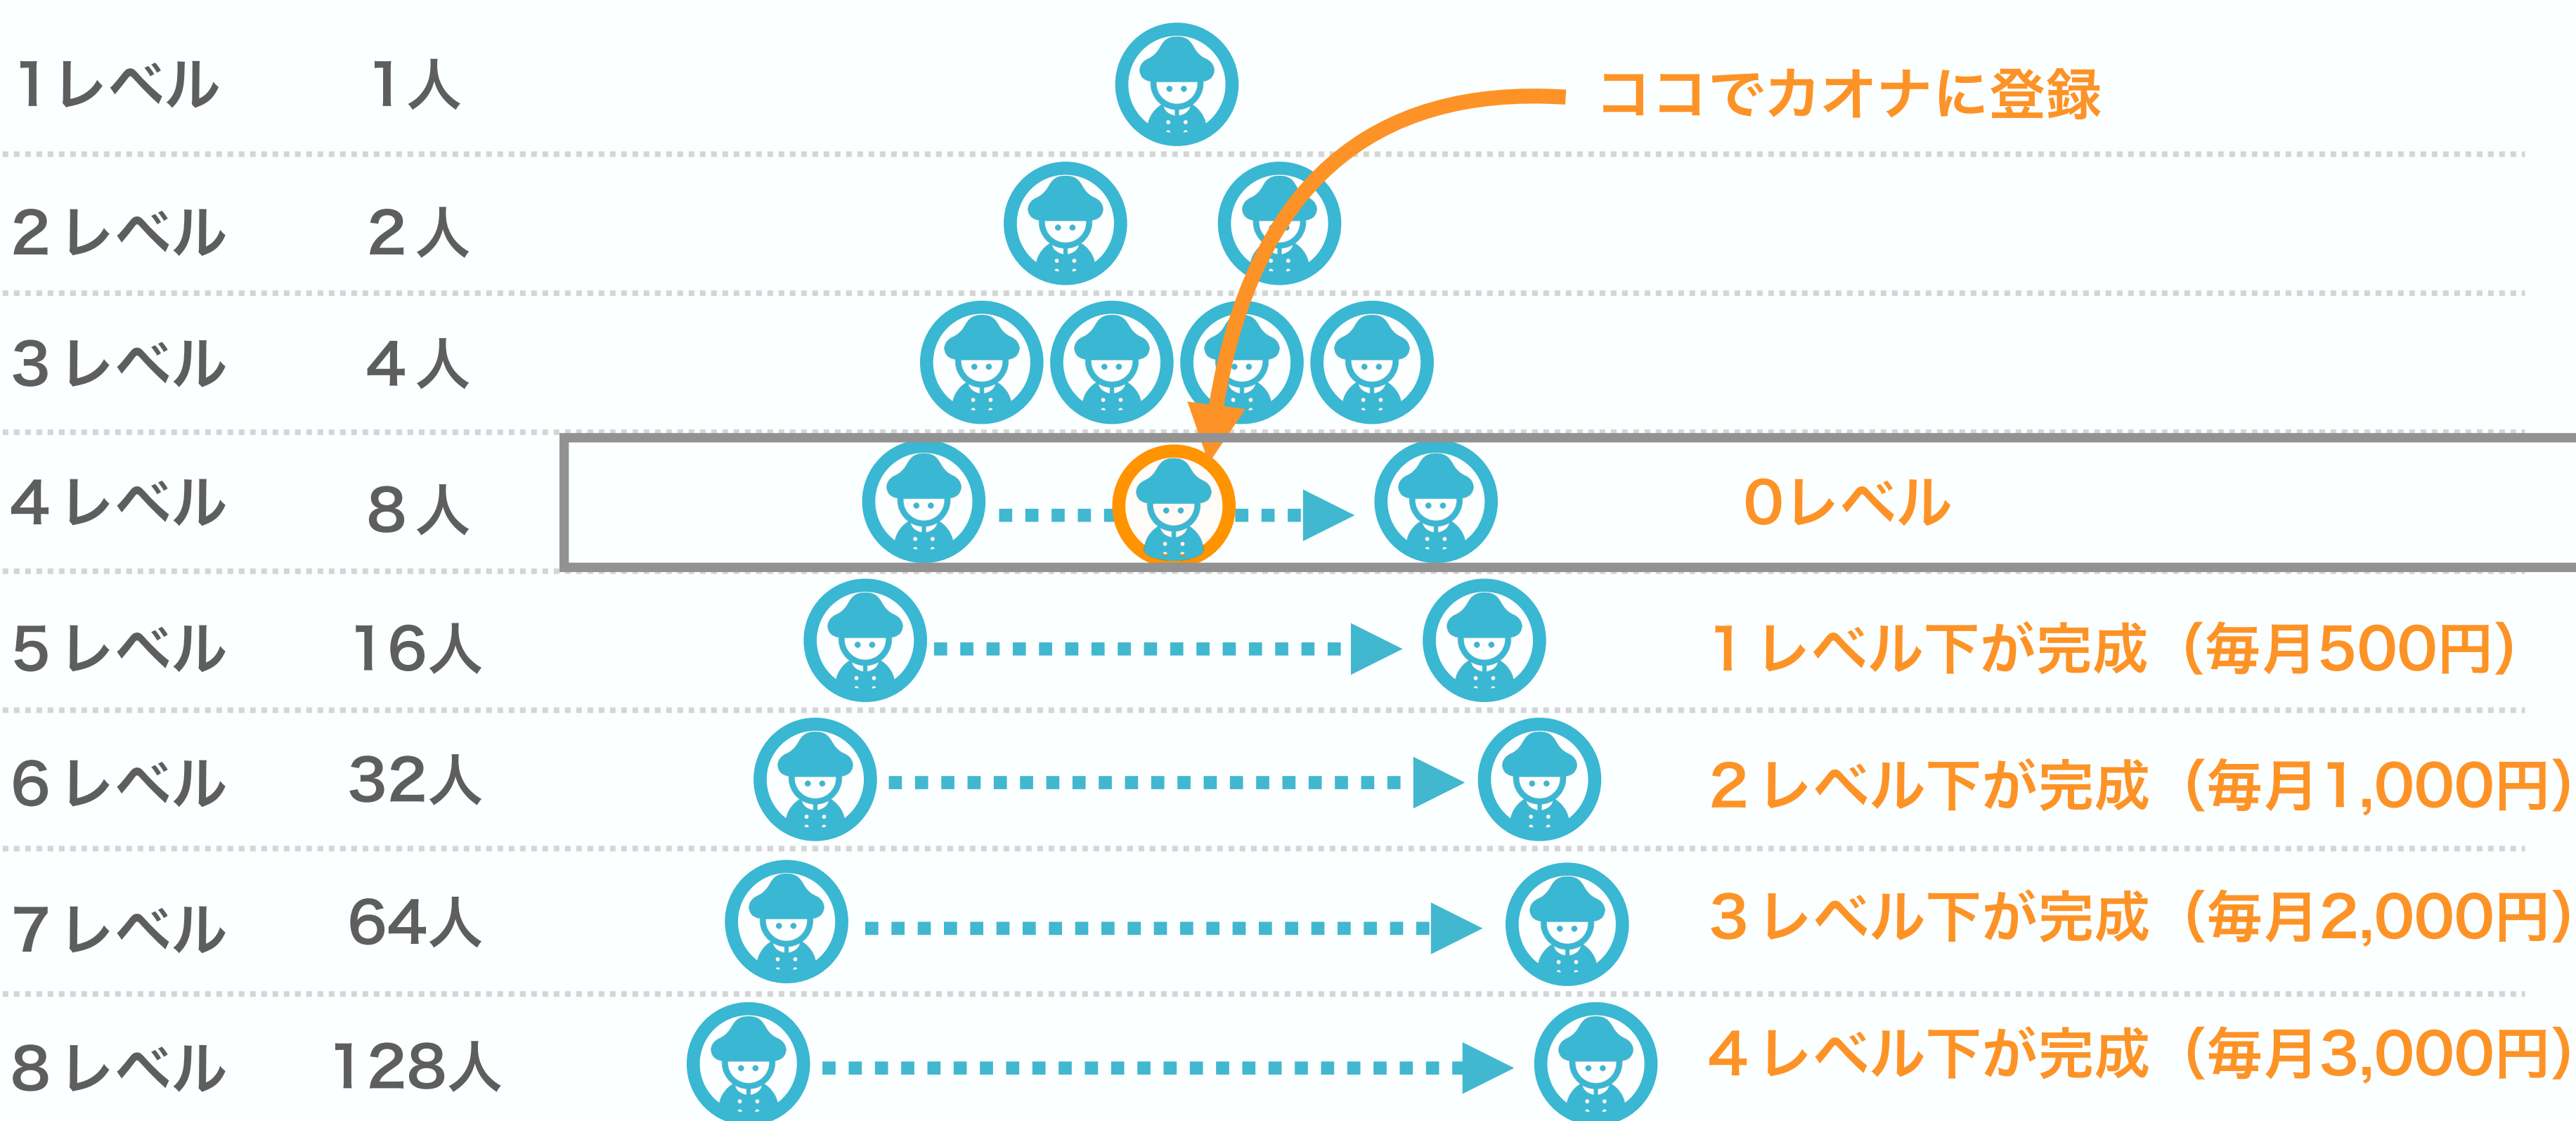 1レベル 1人 ココでカオナに登録
2レベル 2人
3レベル 4人
4レベル 8人 0レベル
5レベル 16人 1レベル下が完成（毎月500円）
6レベル 32人 2レベル下が完成（毎月1,000円）
7レベル 64人 3レベル下が完成（毎月2,000円）
8レベル 128人 4レベル下が完成（毎月3,000円）